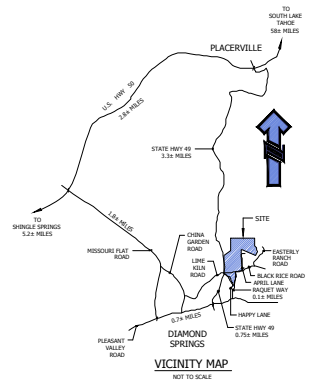 TO
SOUTH LAKE
TAHOE
58± MILES
PLACERVILLE
U.S. HWY 50
2.8± MILES
STATE HWY 49
3.3± MILES
TO
SHINGLE SPRINGS
5.2± MILES
1.8± MILES
SITE
CHINA
GARDEN
ROAD
MISSOURI FLAT
ROAD
LIME
KILN
ROAD
EASTERLY
RANCH
ROAD
BLACK RICE ROAD
APRIL LANE
RAQUET WAY
0.1± MILES
0.7± MILES
HAPPY LANE
DIAMOND
SPRINGS
STATE HWY 49
0.75± MILES
PLEASANT
VALLEY
ROAD
VICINITY MAP
NOT TO SCALE